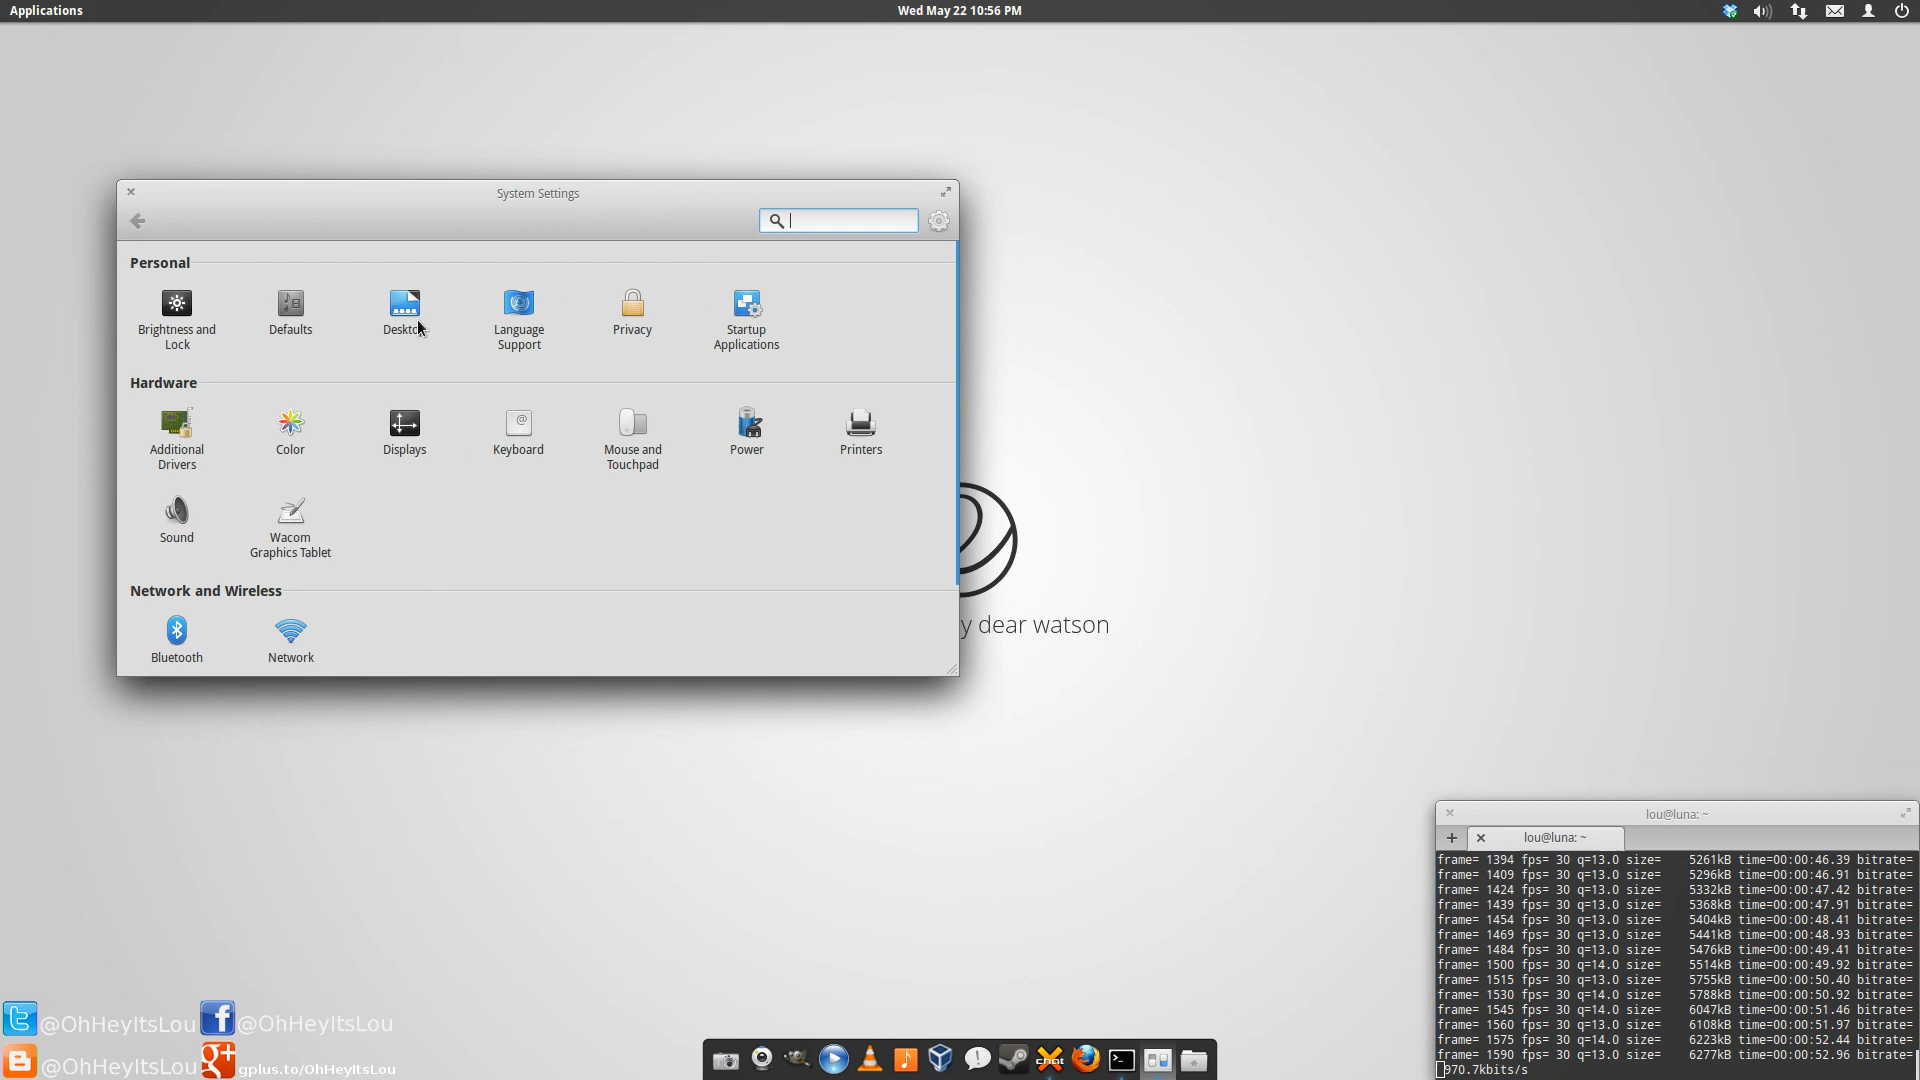 Applications
Wed May 22 10:56 PM
System Settings
Personal
Brightness and Lock
Defaults
Desktop
Language Support
Privacy
Startup Applications
Hardware
Additional Drivers
Color
Displays
Keyboard
Mouse and Touchpad
Power
Printers
Sound
Wacom Graphics Tablet
Network and Wireless
Bluetooth
Network
y dear watson
lou@luna: ~
lou@luna: ~
frame= 1394 fps= 30 q=13.0 size=    5261kB time=00:00:46.39 bitrate=
frame= 1409 fps= 30 q=13.0 size=    5296kB time=00:00:46.91 bitrate=
frame= 1424 fps= 30 q=13.0 size=    5332kB time=00:00:47.42 bitrate=
frame= 1439 fps= 30 q=13.0 size=    5368kB time=00:00:47.91 bitrate=
frame= 1454 fps= 30 q=13.0 size=    5404kB time=00:00:48.41 bitrate=
frame= 1469 fps= 30 q=13.0 size=    5441kB time=00:00:48.93 bitrate=
frame= 1484 fps= 30 q=13.0 size=    5476kB time=00:00:49.41 bitrate=
frame= 1500 fps= 30 q=14.0 size=    5514kB time=00:00:49.92 bitrate=
frame= 1515 fps= 30 q=13.0 size=    5755kB time=00:00:50.40 bitrate=
frame= 1530 fps= 30 q=14.0 size=    5788kB time=00:00:50.92 bitrate=
frame= 1545 fps= 30 q=14.0 size=    6047kB time=00:00:51.46 bitrate=
frame= 1560 fps= 30 q=13.0 size=    6108kB time=00:00:51.97 bitrate=
frame= 1575 fps= 30 q=14.0 size=    6223kB time=00:00:52.44 bitrate=
frame= 1590 fps= 30 q=13.0 size=    6277kB time=00:00:52.96 bitrate=
970.7kbits/s
@OhHeyItsLou
@OhHeyItsLou
@OhHeyItsLou
gplus.to/OhHeyItsLou
chat